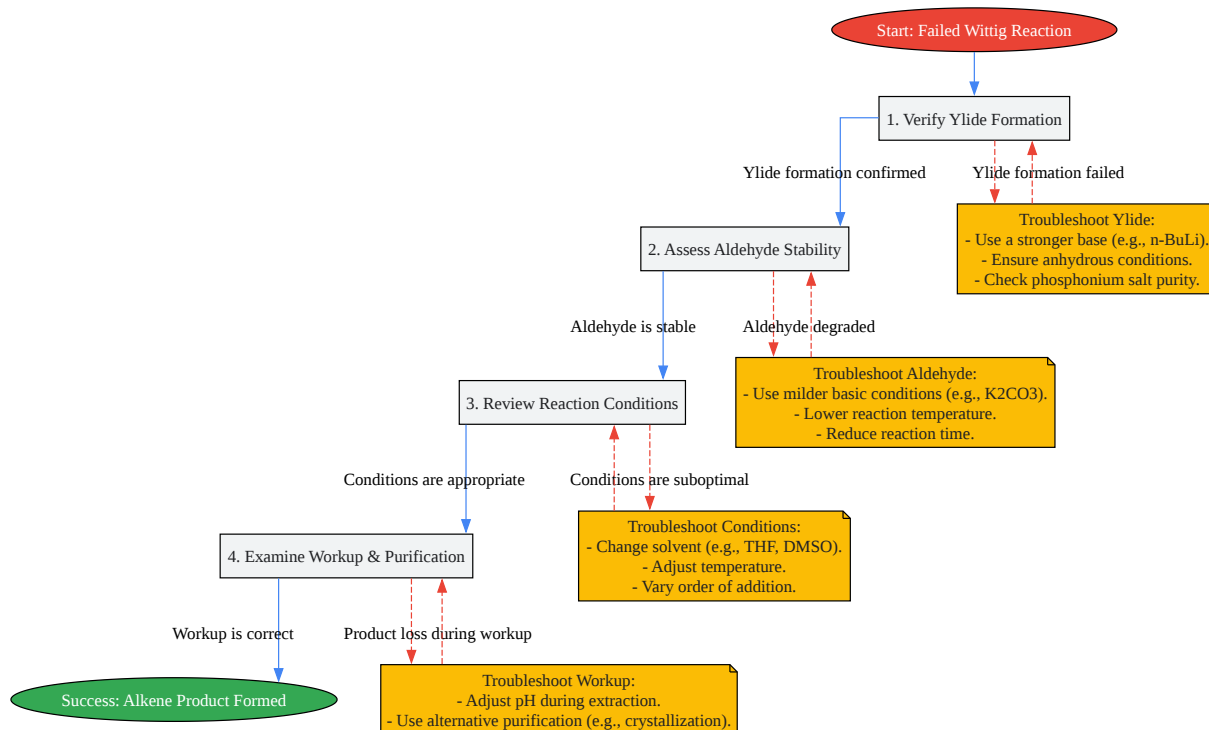 Start: Failed Wittig Reaction
1. Verify Ylide Formation
Ylide formation confirmed
Ylide formation failed
Troubleshoot Ylide:
- Use a stronger base (e.g., n-BuLi).
- Ensure anhydrous conditions.
- Check phosphonium salt purity.
2. Assess Aldehyde Stability
Aldehyde is stable
Aldehyde degraded
Troubleshoot Aldehyde:
- Use milder basic conditions (e.g., K2CO3).
- Lower reaction temperature.
- Reduce reaction time.
3. Review Reaction Conditions
Conditions are appropriate
Conditions are suboptimal
Troubleshoot Conditions:
- Change solvent (e.g., THF, DMSO).
- Adjust temperature.
- Vary order of addition.
4. Examine Workup & Purification
Workup is correct
Product loss during workup
Troubleshoot Workup:
- Adjust pH during extraction.
- Use alternative purification (e.g., crystallization).
Success: Alkene Product Formed